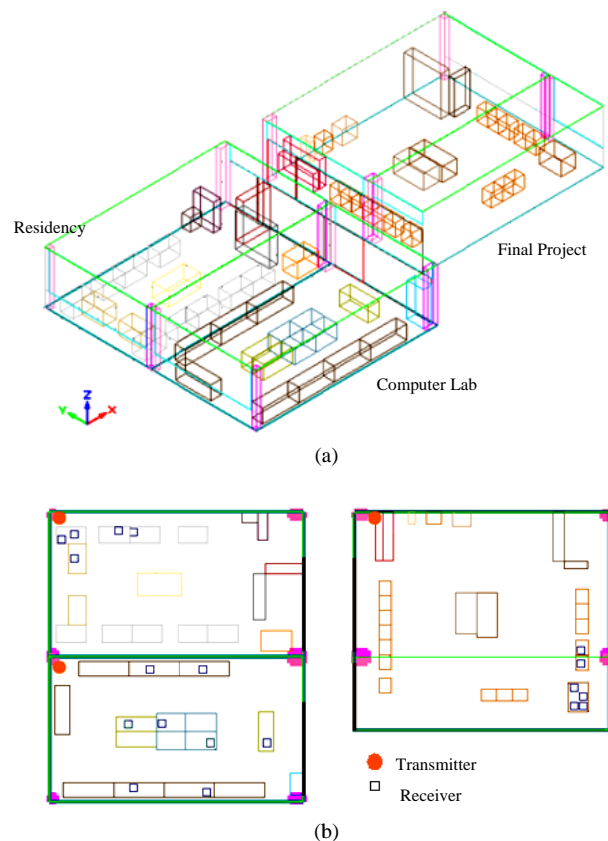 Residency
Final Project
Computer Lab
Z
Y
X
(a)
Transmitter
Receiver
(b)